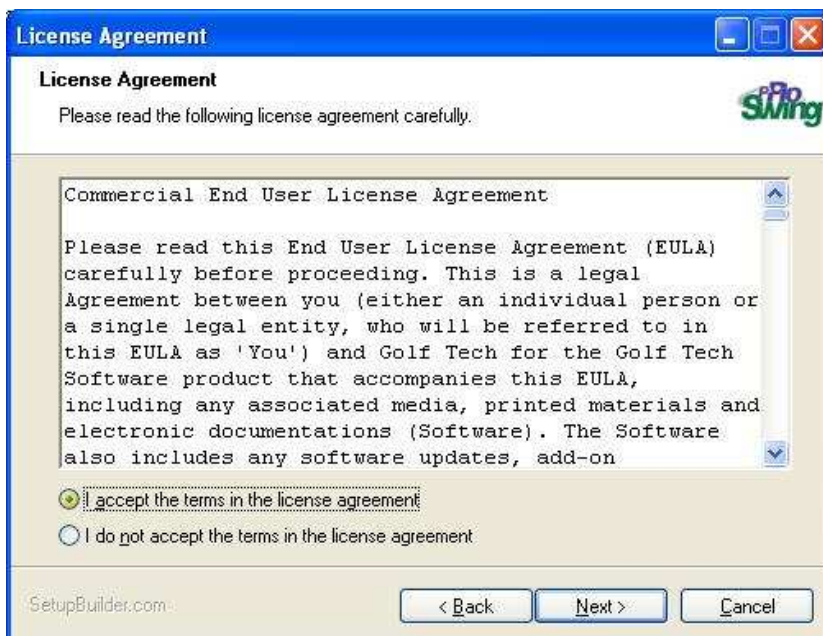 License Agreement
License Agreement
Please read the following license agreement carefully.
Pro
Swing
Commercial End User License Agreement
Please read this End User License Agreement (EULA)
carefully before proceeding. This is a legal
Agreement between you (either an individual person or
a single legal entity, who will be referred to in
this EULA as 'You') and Golf Tech for the Golf Tech
Software product that accompanies this EULA,
including any associated media, printed materials and
electronic documentations (Software). The Software
also includes any software updates, add-on
I accept the terms in the license agreement
I do not accept the terms in the license agreement
SetupBuilder.com
< Back
Next >
Cancel